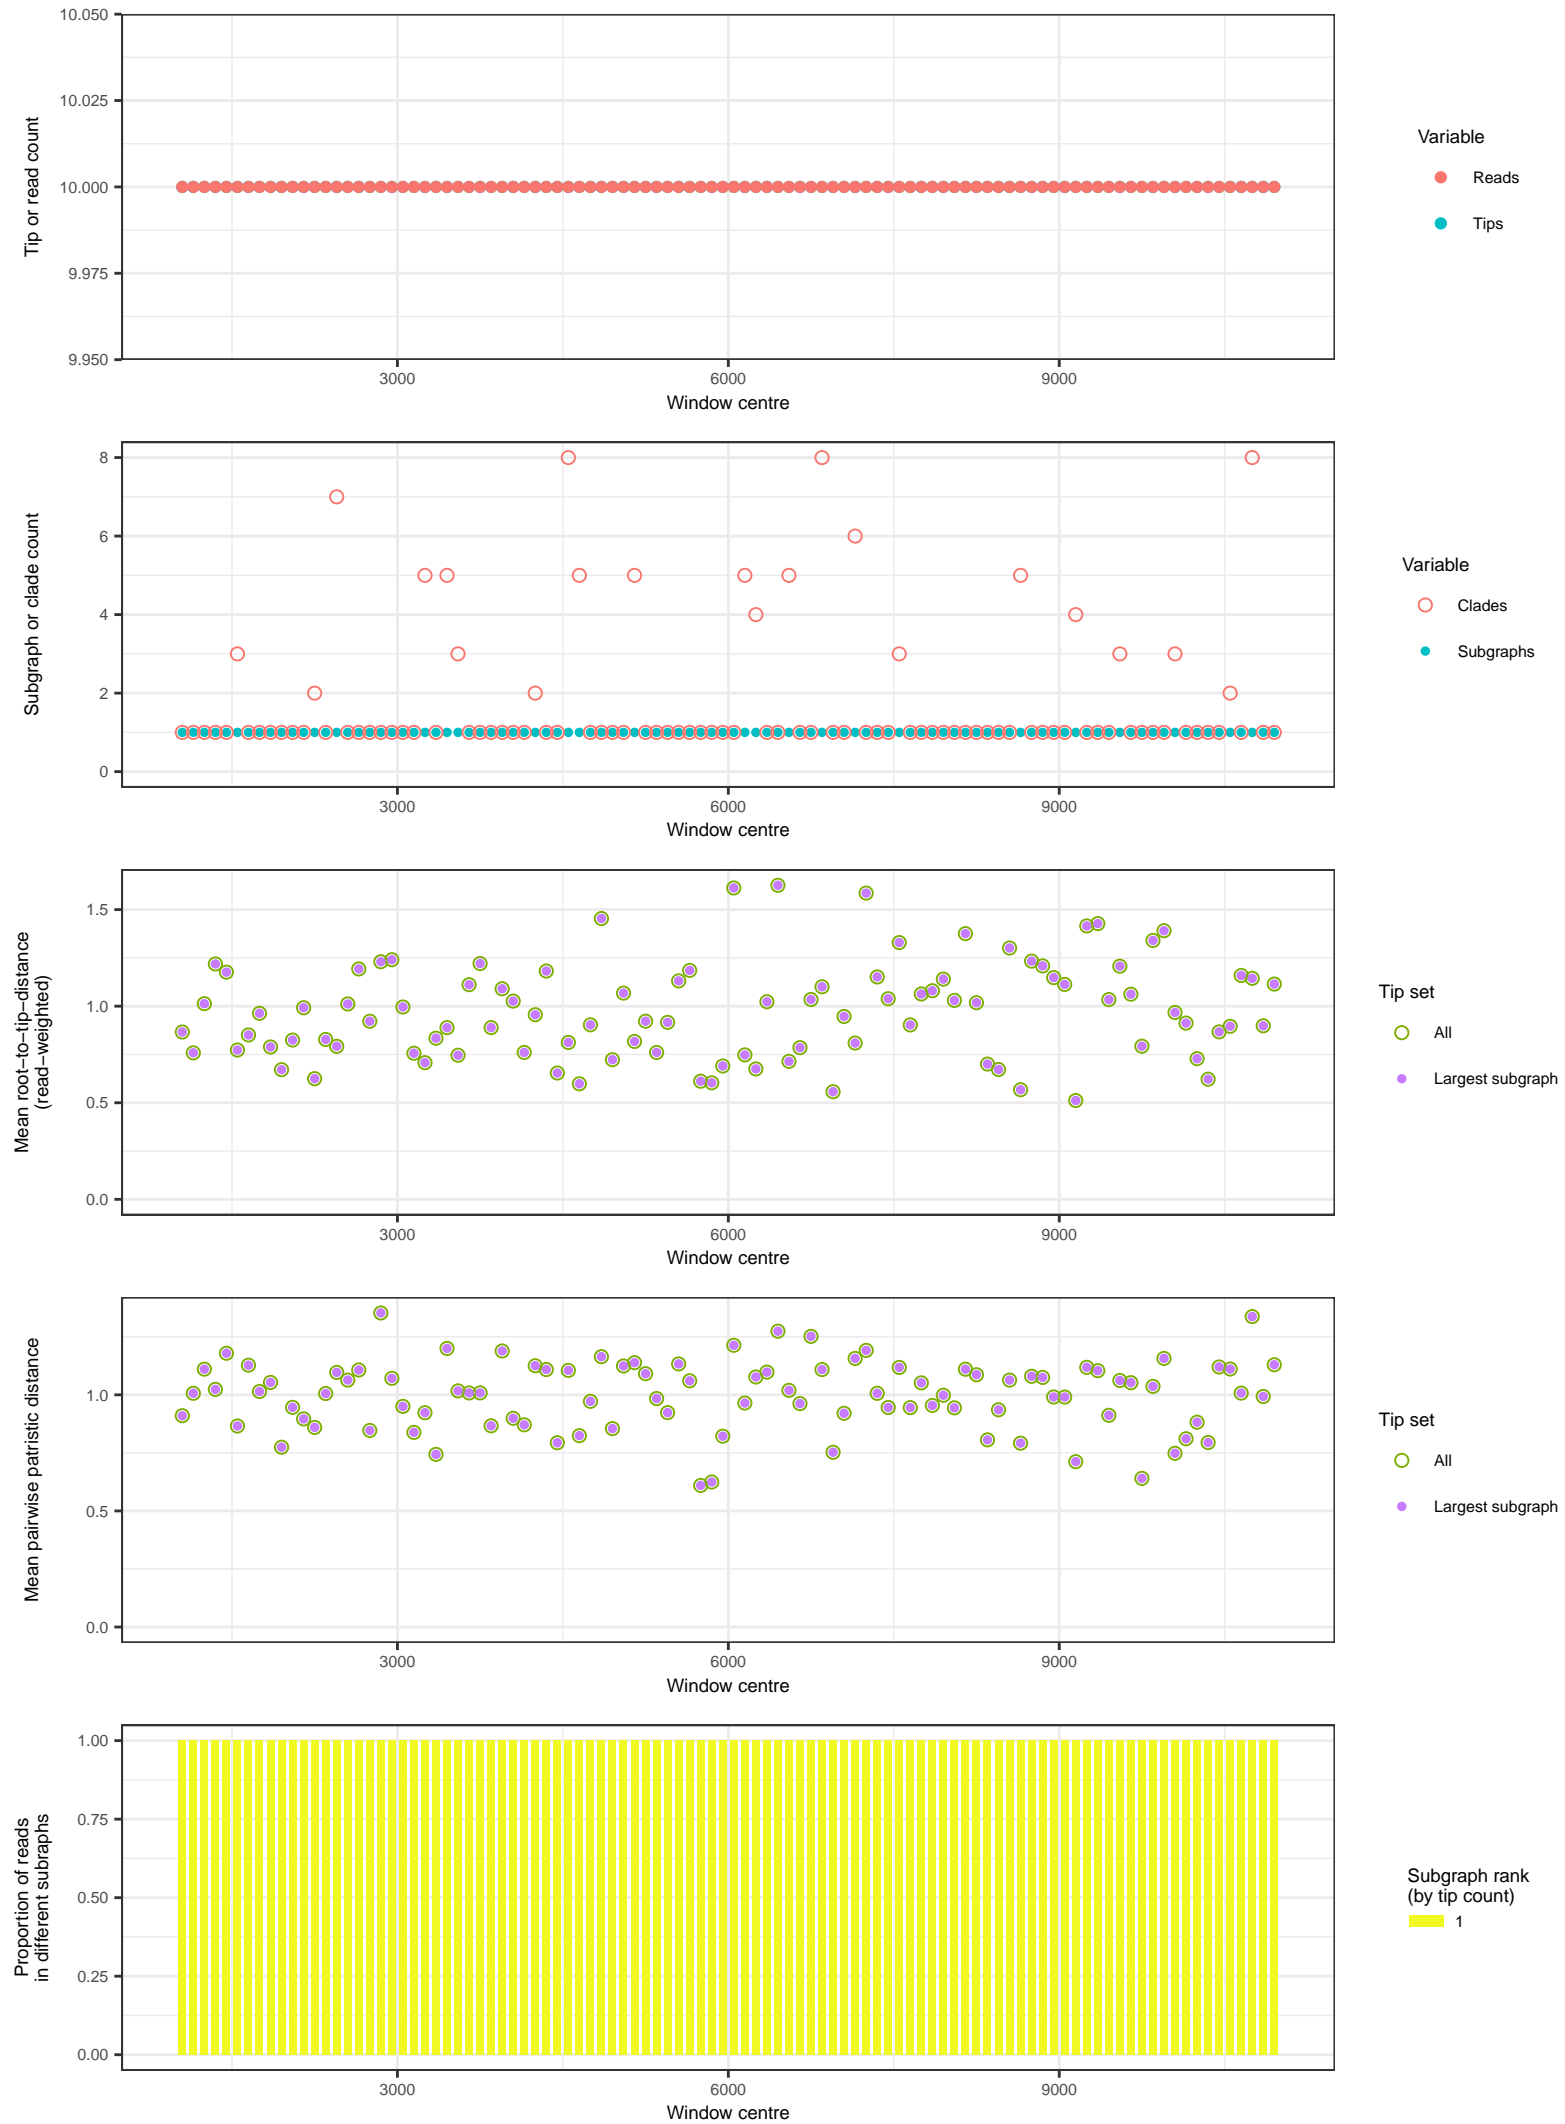 10.050
10.025
10.000
9.975
9.950
Tip or read count
3000 6000 9000
Window centre
Variable
Reads
Tips
8
6
4
2
0
Subgraph or clade count
3000 6000 9000
Window centre
Variable
Clades
Subgraphs
1.5
1.0
0.5
0.0
Mean root−to−tip−distance
(read−weighted)
3000 6000 9000
Window centre
Tip set
All
Largest subgraph
1.0
0.5
0.0
Mean pairwise patristic distance
3000 6000 9000
Window centre
Tip set
All
Largest subgraph
1.00
0.75
0.50
0.25
0.00
Proportion of reads
in different subraphs
3000 6000 9000
Window centre
Subgraph rank
(by tip count)
1